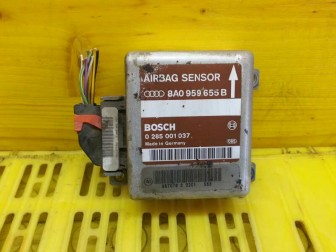 AIRBAG SENSOR
8A0 959 655 B
BOSCH
0 285 001 037
Made in Germany